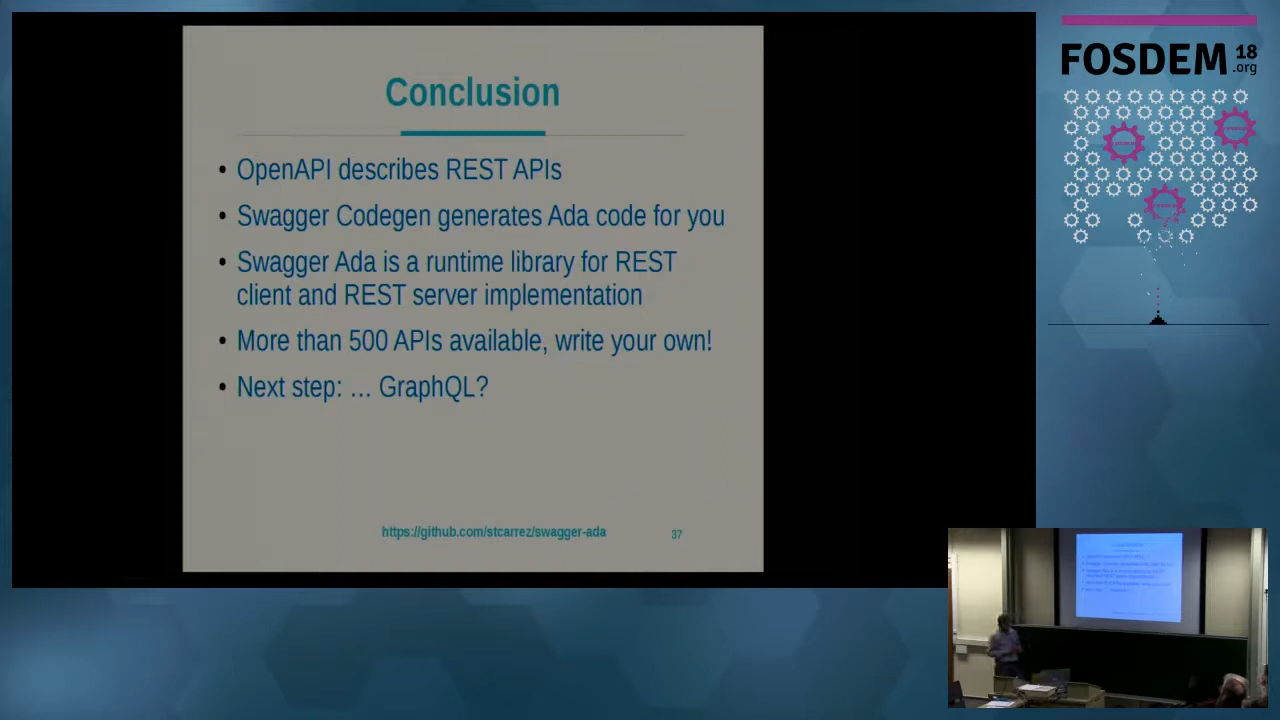 Conclusion
• OpenAPI describes REST APIs
• Swagger Codegen generates Ada code for you
• Swagger Ada is a runtime library for REST
client and REST server implementation
• More than 500 APIs available, write your own!
• Next step: … GraphQL?
https://github.com/stcarrez/swagger-ada
37
FOSDEM 18
.org